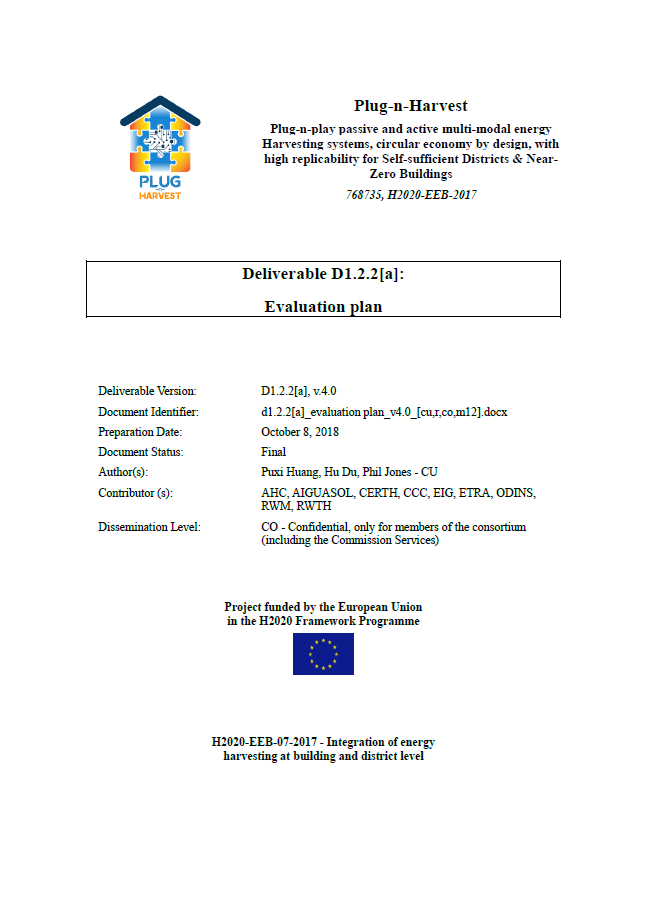 PLUG
HARVEST
Plug-n-Harvest
Plug-n-play passive and active multi-modal energy
Harvesting systems, circular economy by design, with
high replicability for Self-sufficient Districts & Near-
Zero Buildings
768735, H2020-EEB-2017
Deliverable D1.2.2[a]:
Evaluation plan
Deliverable Version: D1.2.2[a], v.4.0
Document Identifier: d1.2.2[a]_evaluation plan_v4.0_[cu,r,co,m12].docx
Preparation Date: October 8, 2018
Document Status: Final
Author(s): Puxi Huang, Hu Du, Phil Jones - CU
Contributor (s): AHC, AIGUASOL, CERTH, CCC, EIG, ETRA, ODINS,
RWM, RWTH
Dissemination Level: CO - Confidential, only for members of the consortium
(including the Commission Services)
Project funded by the European Union
in the H2020 Framework Programme
H2020-EEB-07-2017 - Integration of energy
harvesting at building and district level